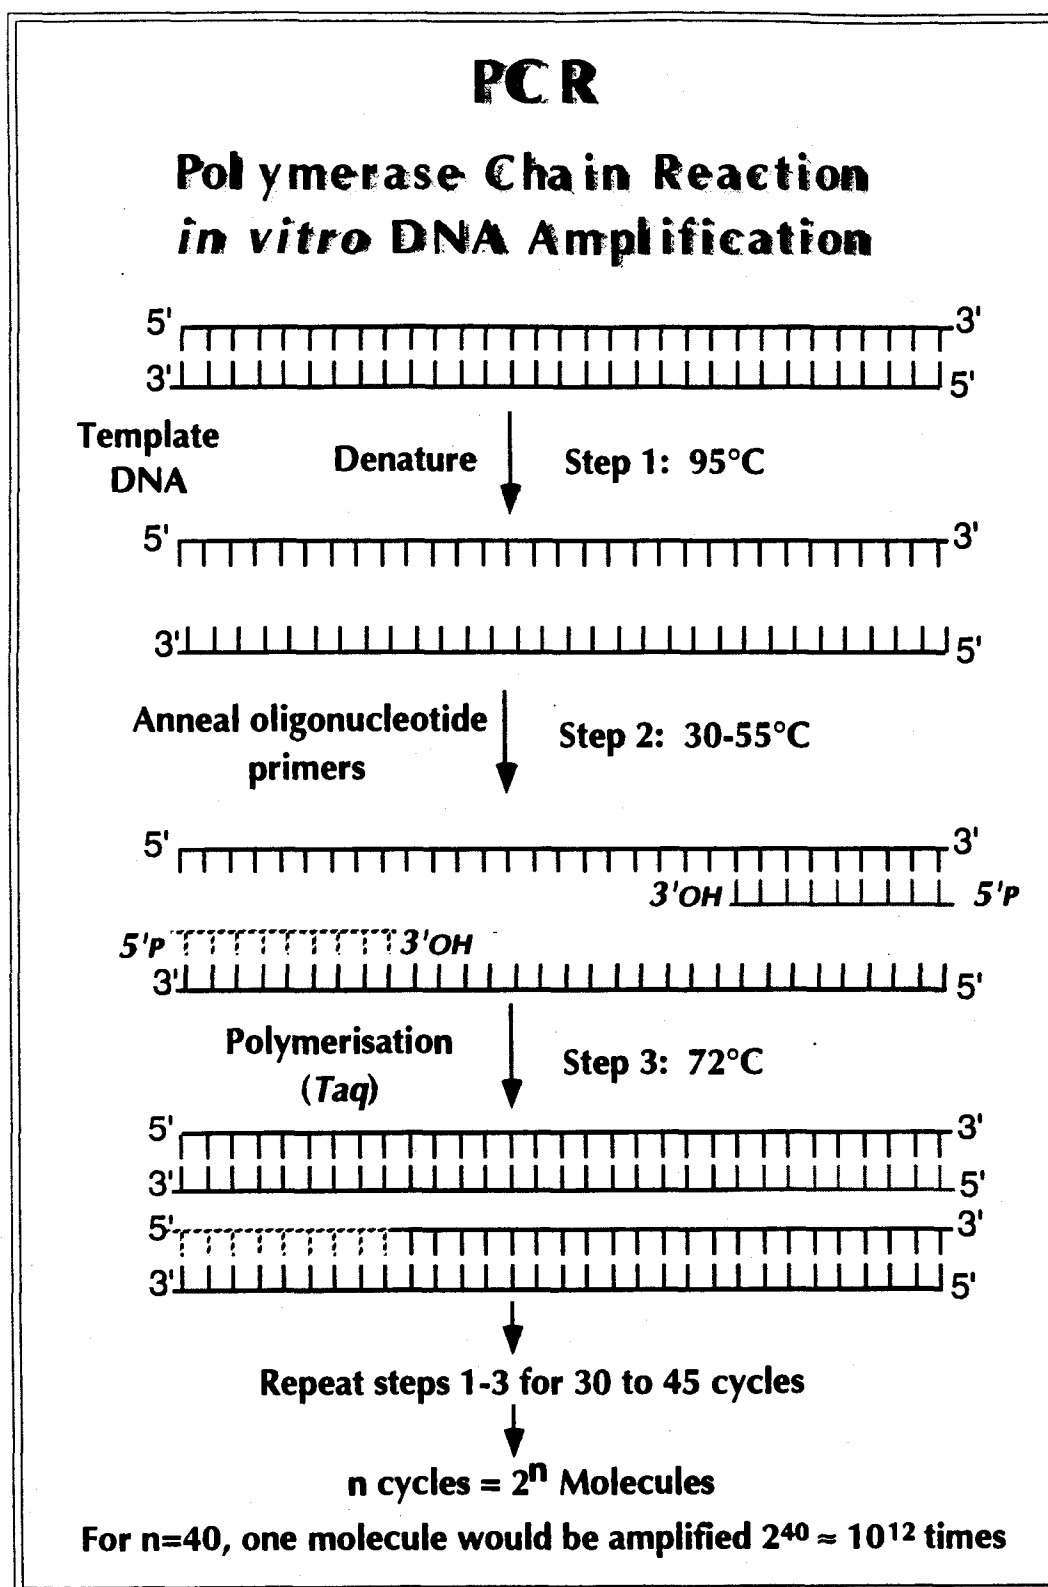 PCR
Polymerase Chain Reaction
in vitro DNA Amplification
5' 3'
3' 5'
Template
DNA
Denature
Step 1: 95°C
5' 3'
3' 5'
Anneal oligonucleotide
primers
Step 2: 30-55°C
5' 3'
3'OH 5'P
5'P 3'OH
3' 5'
Polymerisation
(Taq)
Step 3: 72°C
5' 3'
3' 5'
5' 3'
3' 5'
Repeat steps 1-3 for 30 to 45 cycles
n cycles = 2ⁿ Molecules
For n=40, one molecule would be amplified 2⁴⁰ ≈ 10¹² times